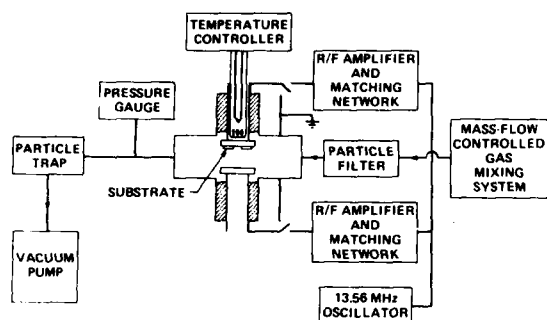 TEMPERATURE
CONTROLLER
R/F AMPLIFIER
AND
MATCHING
NETWORK
PRESSURE
GAUGE
MASS-FLOW
CONTROLLED
GAS
MIXING
SYSTEM
PARTICLE
TRAP
PARTICLE
FILTER
SUBSTRATE
R/F AMPLIFIER
AND
MATCHING
NETWORK
VACUUM
PUMP
13.56 MHz
OSCILLATOR